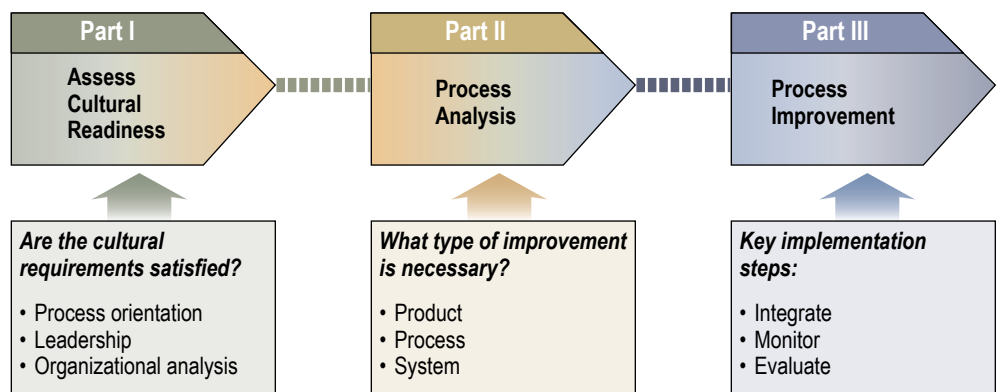 Part I
Assess
Cultural
Readiness
Part II
Process
Analysis
Part III
Process
Improvement
Are the cultural
requirements satisfied?
• Process orientation
• Leadership
• Organizational analysis
What type of improvement
is necessary?
• Product
• Process
• System
Key implementation
steps:
• Integrate
• Monitor
• Evaluate